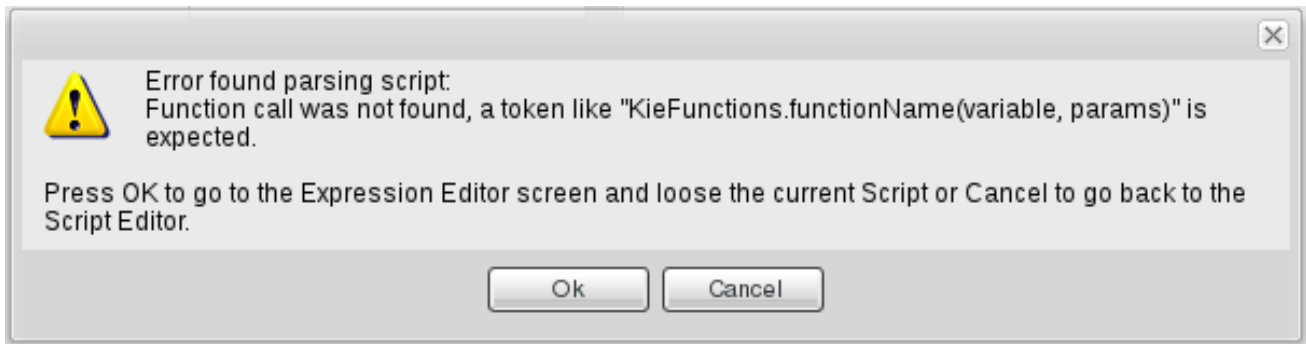 Error found parsing script:
Function call was not found, a token like "KieFunctions.functionName(variable, params)" is
expected.
Press OK to go to the Expression Editor screen and loose the current Script or Cancel to go back to the
Script Editor.
Ok Cancel